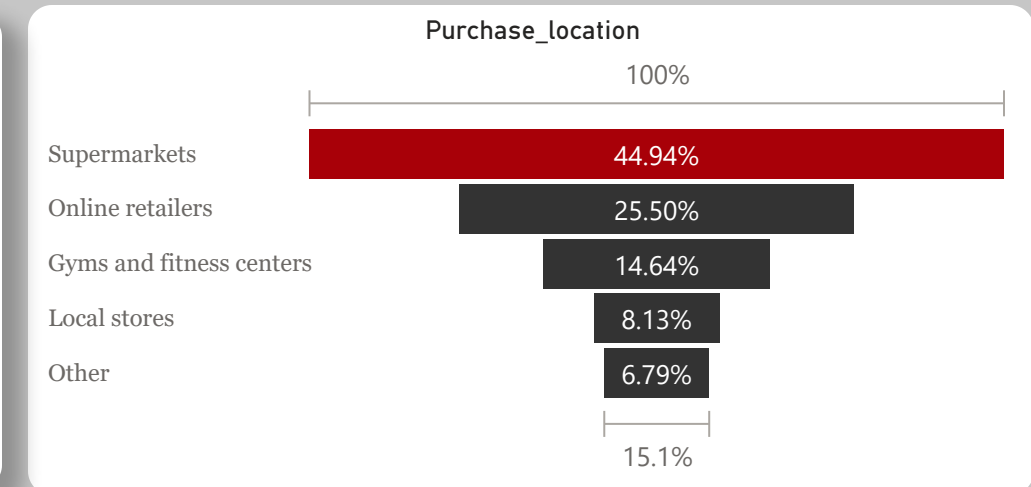 Purchase_location
100%
Supermarkets 44.94%
Online retailers 25.50%
Gyms and fitness centers 14.64%
Local stores 8.13%
Other 6.79%
15.1%